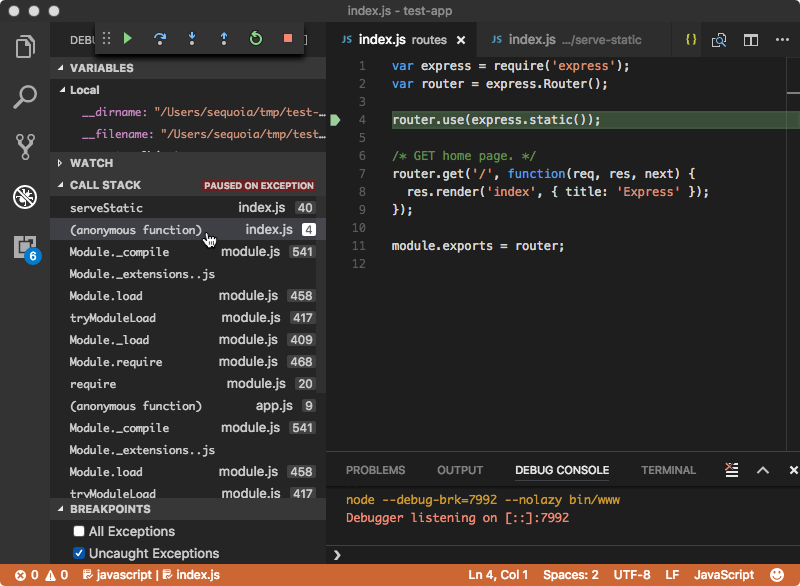 index.js - test-app
DEBU
VARIABLES
Local
__dirname: "/Users/sequoia/tmp/test-…
__filename: "/Users/sequoia/tmp/test…
WATCH
CALL STACK PAUSED ON EXCEPTION
serveStatic index.js 40
(anonymous function) index.js 4
Module._compile module.js 541
Module._extensions..js
Module.load module.js 458
tryModuleLoad module.js 417
Module._load module.js 409
Module.require module.js 468
require module.js 20
(anonymous function) app.js 9
Module._compile module.js 541
Module._extensions..js
Module.load module.js 458
tryModuleLoad module.js 417
BREAKPOINTS
All Exceptions
Uncaught Exceptions
6
JS index.js routes
JS index.js …/serve-static
1 var express = require('express');
2 var router = express.Router();
3
4 router.use(express.static());
5
6 /* GET home page. */
7 router.get('/', function(req, res, next) {
8 res.render('index', { title: 'Express' });
9 });
10
11 module.exports = router;
12
PROBLEMS OUTPUT DEBUG CONSOLE TERMINAL
node --debug-brk=7992 --nolazy bin/www
Debugger listening on [::]:7992
0 0 javascript | index.js Ln 4, Col 1 Spaces: 2 UTF-8 LF JavaScript